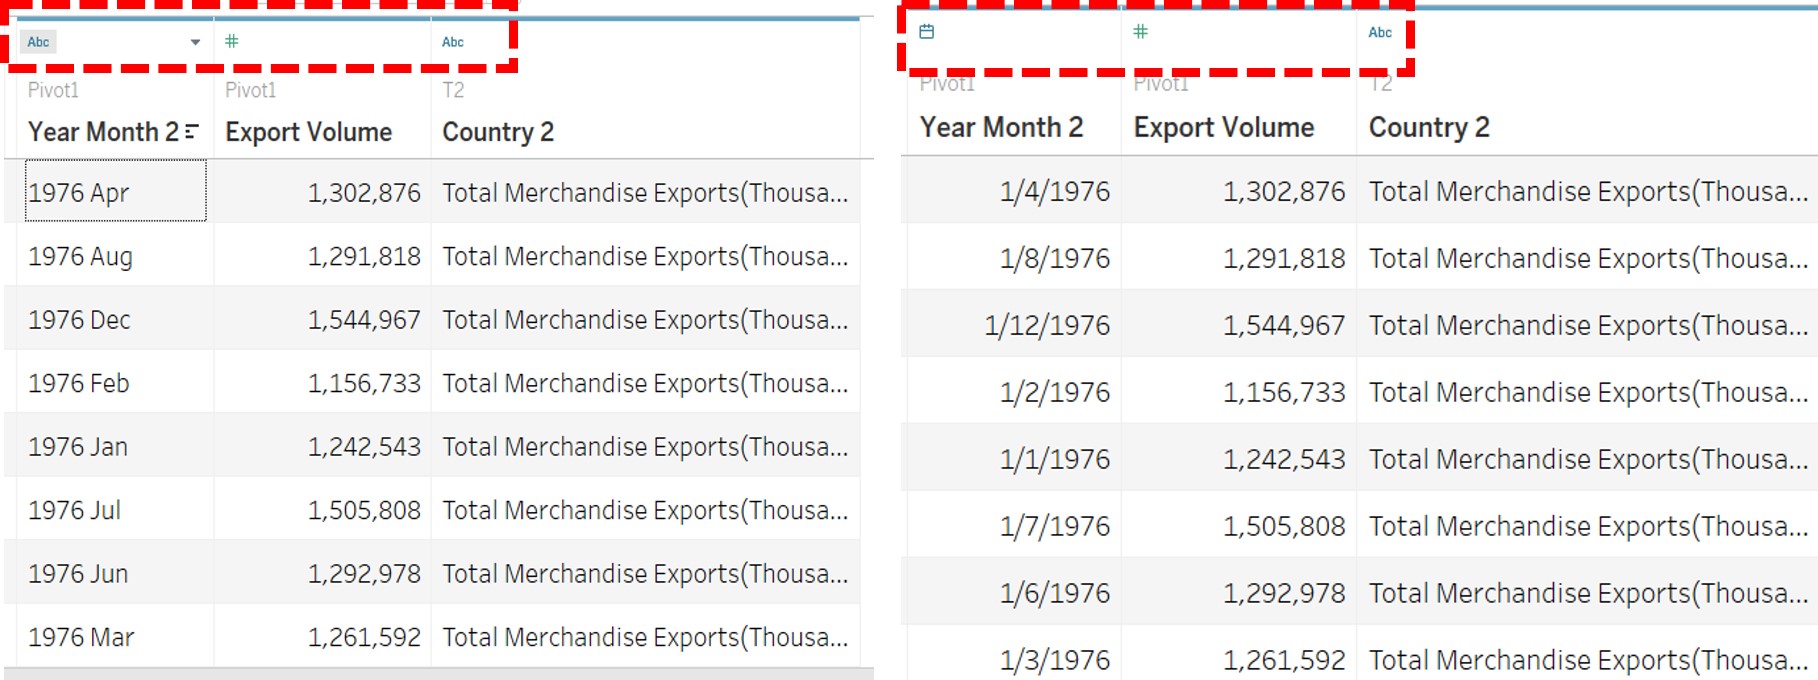 Abc # Abc
Pivot1 Pivot1 T2
Year Month 2 Export Volume Country 2
1976 Apr 1,302,876 Total Merchandise Exports(Thousa...
1976 Aug 1,291,818 Total Merchandise Exports(Thousa...
1976 Dec 1,544,967 Total Merchandise Exports(Thousa...
1976 Feb 1,156,733 Total Merchandise Exports(Thousa...
1976 Jan 1,242,543 Total Merchandise Exports(Thousa...
1976 Jul 1,505,808 Total Merchandise Exports(Thousa...
1976 Jun 1,292,978 Total Merchandise Exports(Thousa...
1976 Mar 1,261,592 Total Merchandise Exports(Thousa...
# Abc
Pivot1 Pivot1 T2
Year Month 2 Export Volume Country 2
1/4/1976 1,302,876 Total Merchandise Exports(Thousa...
1/8/1976 1,291,818 Total Merchandise Exports(Thousa...
1/12/1976 1,544,967 Total Merchandise Exports(Thousa...
1/2/1976 1,156,733 Total Merchandise Exports(Thousa...
1/1/1976 1,242,543 Total Merchandise Exports(Thousa...
1/7/1976 1,505,808 Total Merchandise Exports(Thousa...
1/6/1976 1,292,978 Total Merchandise Exports(Thousa...
1/3/1976 1,261,592 Total Merchandise Exports(Thousa...